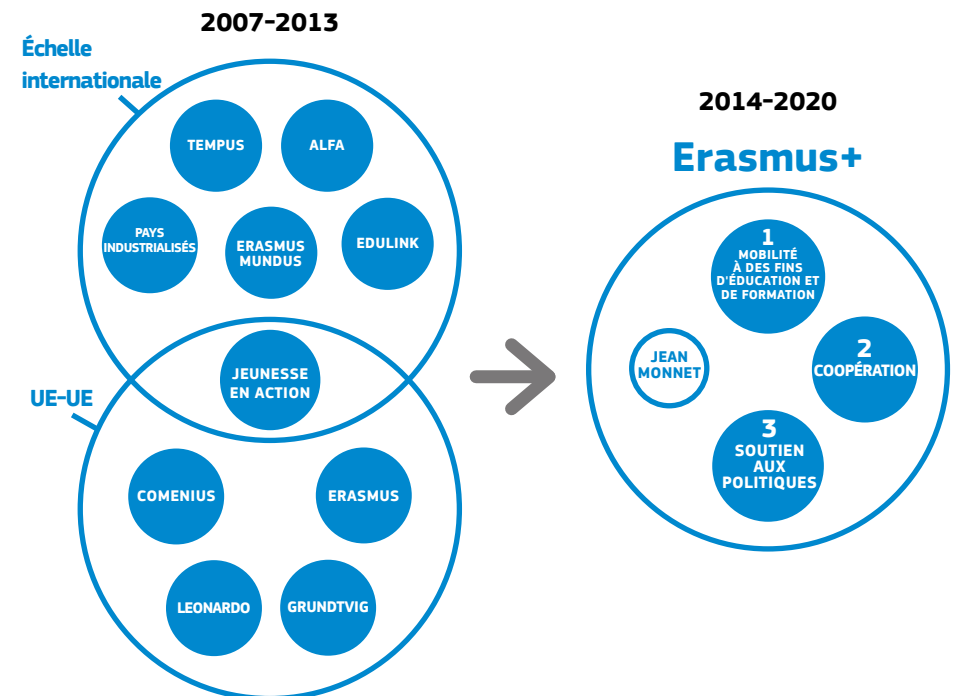 2007-2013
Échelle
internationale
TEMPUS
ALFA
PAYS
INDUSTRIALISÉS
ERASMUS
MUNDUS
EDULINK
JEUNESSE
EN ACTION
UE-UE
COMENIUS
ERASMUS
LEONARDO
GRUNDTVIG
2014-2020
Erasmus+
1
MOBILITÉ
À DES FINS
D'ÉDUCATION ET
DE FORMATION
JEAN
MONNET
2
COOPÉRATION
3
SOUTIEN
AUX
POLITIQUES